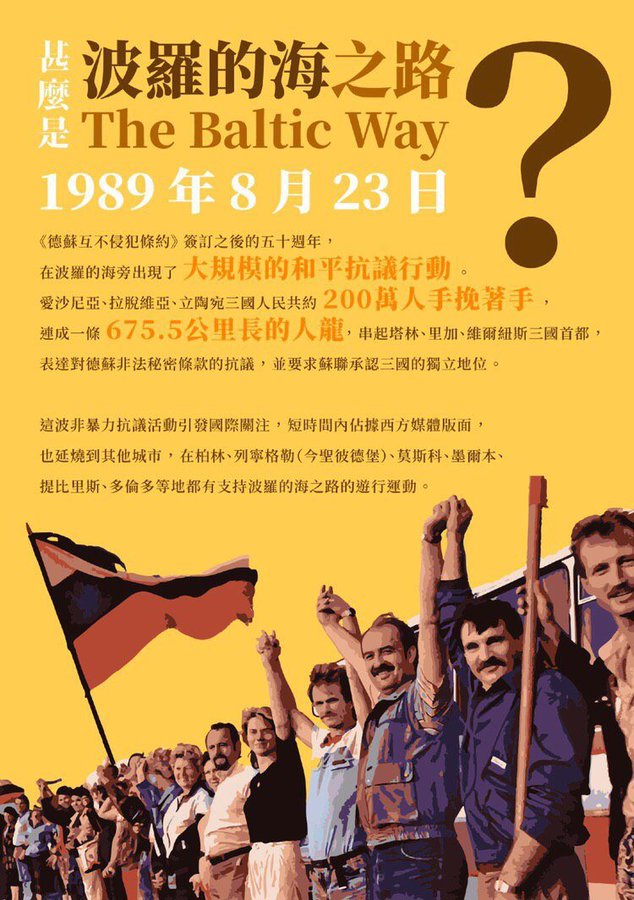 甚麼是
波羅的海之路
The Baltic Way
?
1989 年 8 月 23 日
《德蘇互不侵犯條約》簽訂之後的五十週年，
在波羅的海旁出現了 大規模的和平抗議行動 。
愛沙尼亞、拉脫維亞、立陶宛三國人民共約 200萬人手挽著手 ，
連成一條 675.5公里長的人龍，串起塔林、里加、維爾紐斯三國首都，
表達對德蘇非法秘密條款的抗議，並要求蘇聯承認三國的獨立地位。
這波非暴力抗議活動引發國際關注，短時間內佔據西方媒體版面，
也延燒到其他城市，在柏林、列寧格勒（今聖彼德堡）、莫斯科、墨爾本、
提比里斯、多倫多等地都有支持波羅的海之路的遊行運動。